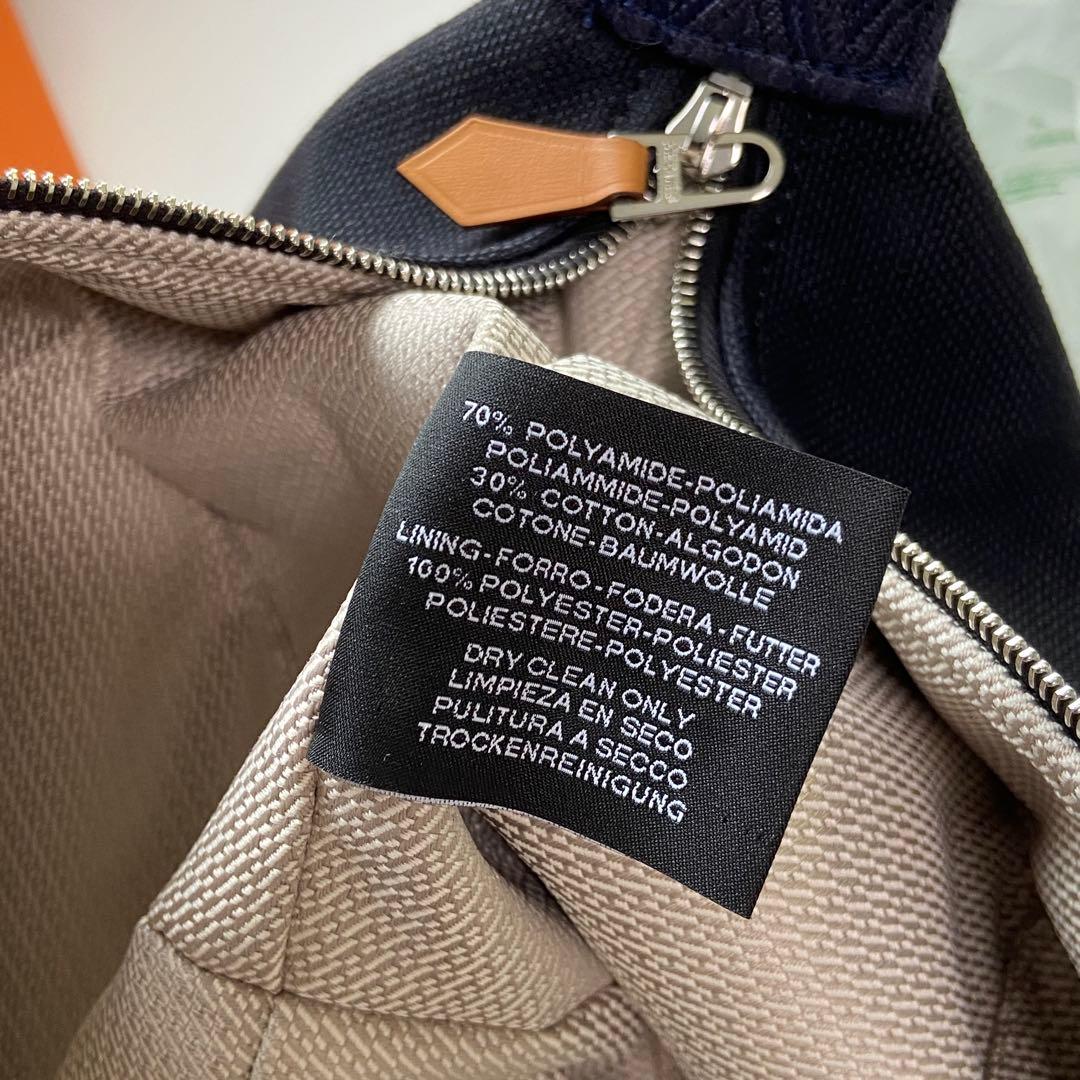 70% POLYAMIDE-POLIAMIDA
POLIAMMIDE-POLYAMID
30% COTTON-ALGODON
COTONE-BAUMWOLLE
LINING-FORRO-FODERA-FUTTER
100% POLYESTER-POLIESTER
POLIESTERE-POLYESTER
DRY CLEAN ONLY
LIMPIEZA EN SECO
PULITURA A SECCO
TROCKENREINIGUNG